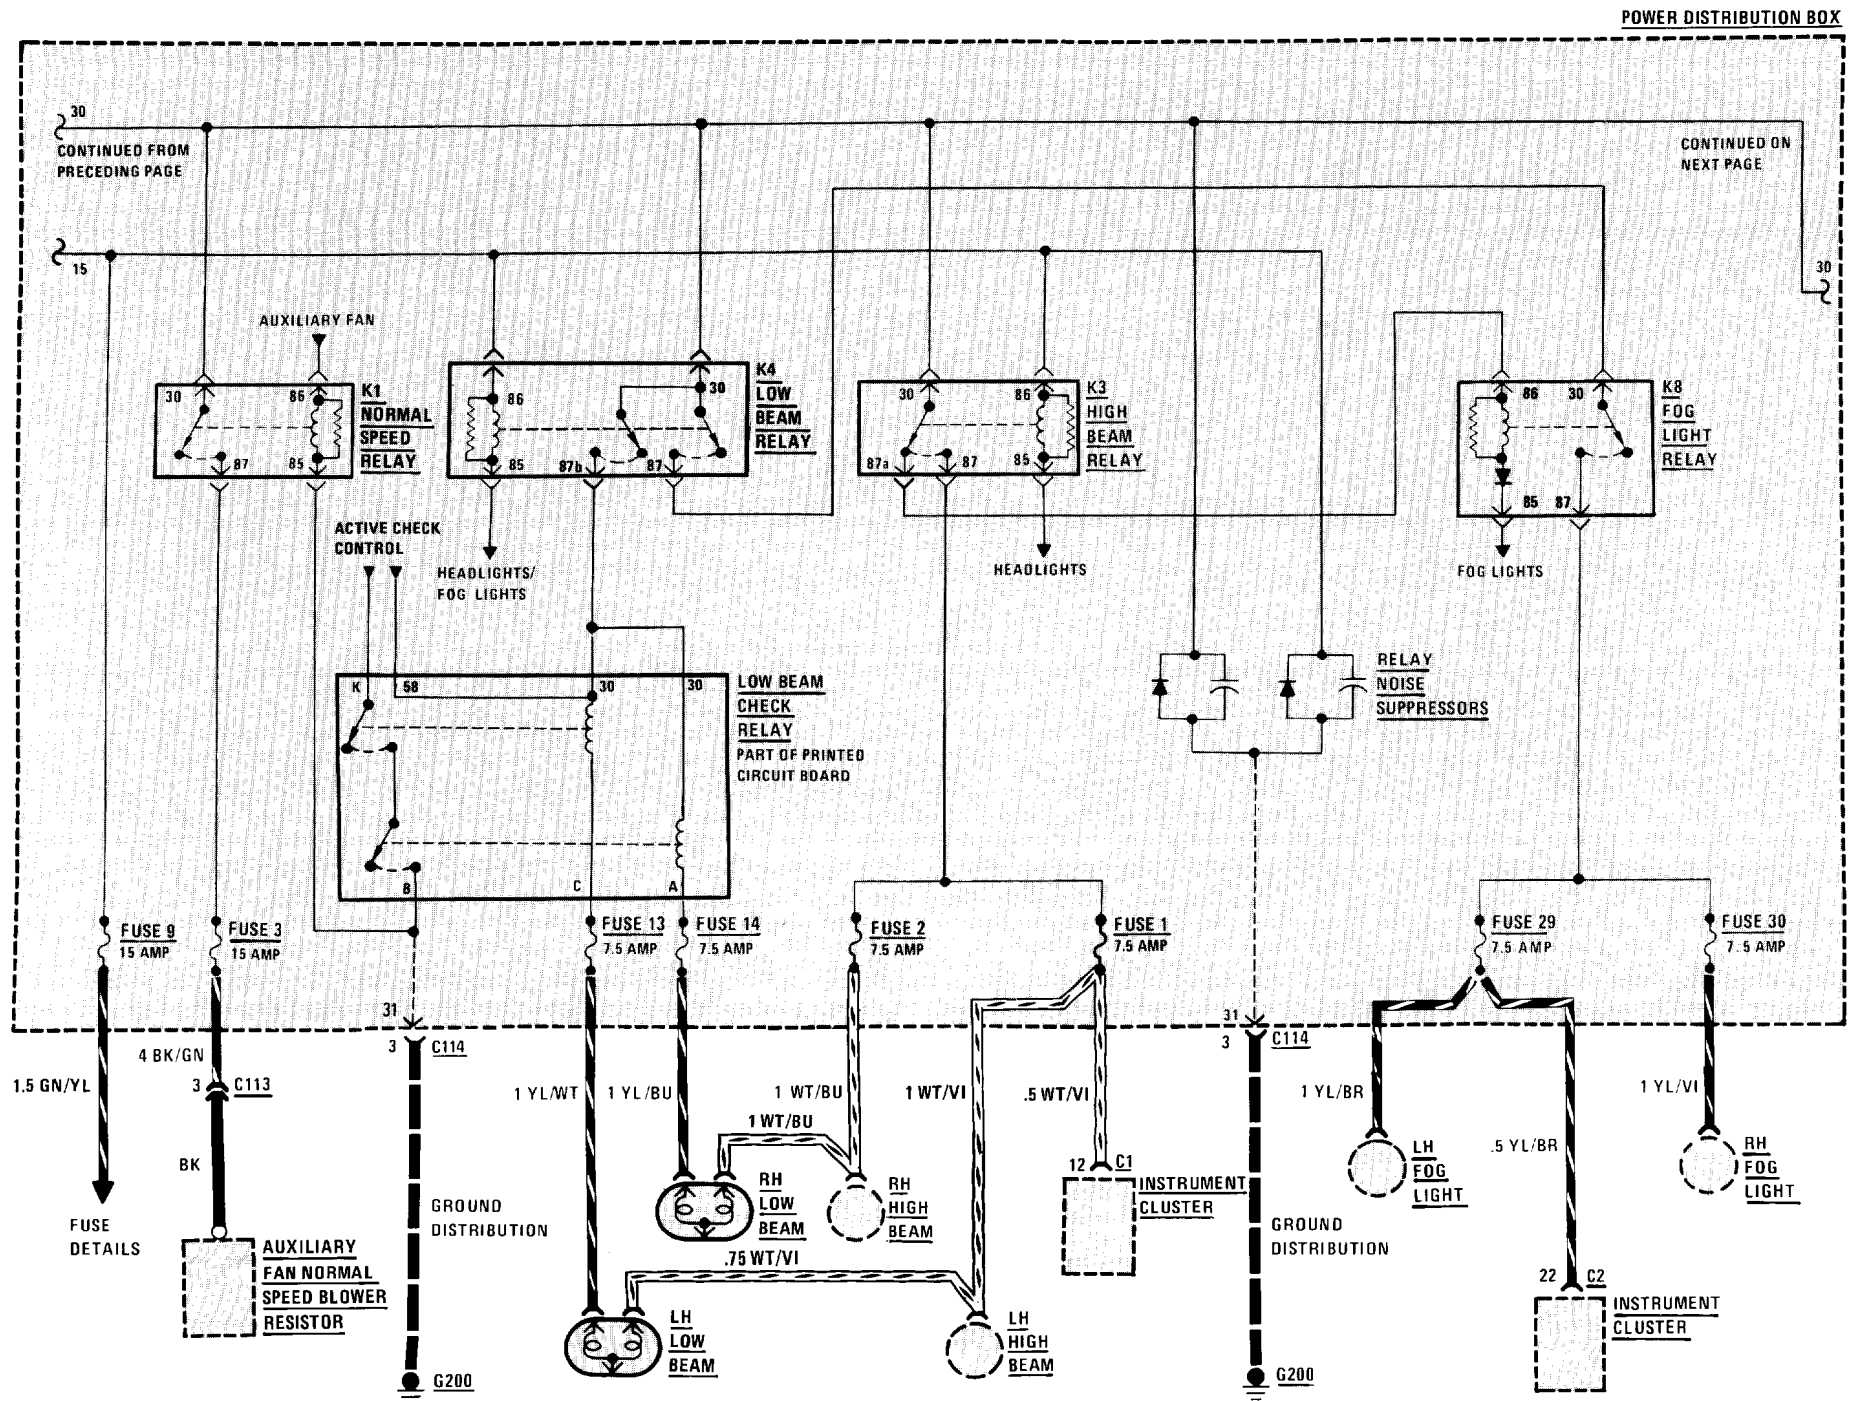 POWER DISTRIBUTION BOX
30
CONTINUED FROM
PRECEDING PAGE
CONTINUED ON
NEXT PAGE
30
15
AUXILIARY FAN
30
86
87
85
K1
NORMAL
SPEED
RELAY
86
30
85
87b
87
K4
LOW
BEAM
RELAY
30
86
87a
87
85
K3
HIGH
BEAM
RELAY
86
30
85
87
K8
FOG
LIGHT
RELAY
ACTIVE CHECK
CONTROL
HEADLIGHTS/
FOG LIGHTS
HEADLIGHTS
FOG LIGHTS
K
58
30
30
8
C
A
LOW BEAM
CHECK
RELAY
PART OF PRINTED
CIRCUIT BOARD
RELAY
NOISE
SUPPRESSORS
FUSE 9
15 AMP
FUSE 3
15 AMP
FUSE 13
7.5 AMP
FUSE 14
7.5 AMP
FUSE 2
7.5 AMP
FUSE 1
7.5 AMP
FUSE 29
7.5 AMP
FUSE 30
7.5 AMP
31
3
C114
31
3
C114
4 BK/GN
1.5 GN/YL
3
C113
BK
1 YL/WT
1 YL/BU
1 WT/BU
1 WT/BU
1 WT/VI
.5 WT/VI
1 YL/BR
.5 YL/BR
1 YL/VI
12
C1
INSTRUMENT
CLUSTER
LH
FOG
LIGHT
RH
FOG
LIGHT
RH
LOW
BEAM
RH
HIGH
BEAM
GROUND
DISTRIBUTION
GROUND
DISTRIBUTION
FUSE
DETAILS
AUXILIARY
FAN NORMAL
SPEED BLOWER
RESISTOR
.75 WT/VI
22
C2
INSTRUMENT
CLUSTER
LH
LOW
BEAM
LH
HIGH
BEAM
G200
G200